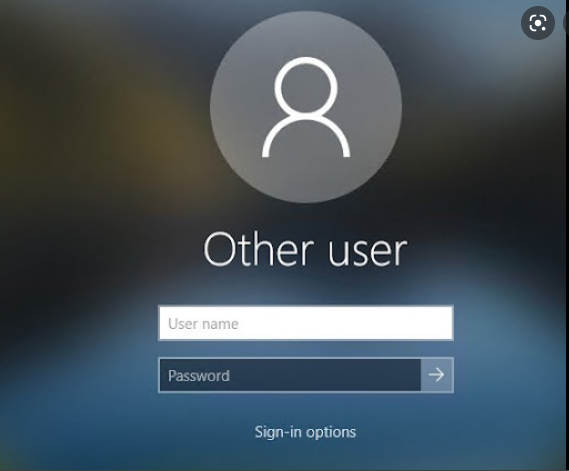 Other user
User name
Password
Sign-in options